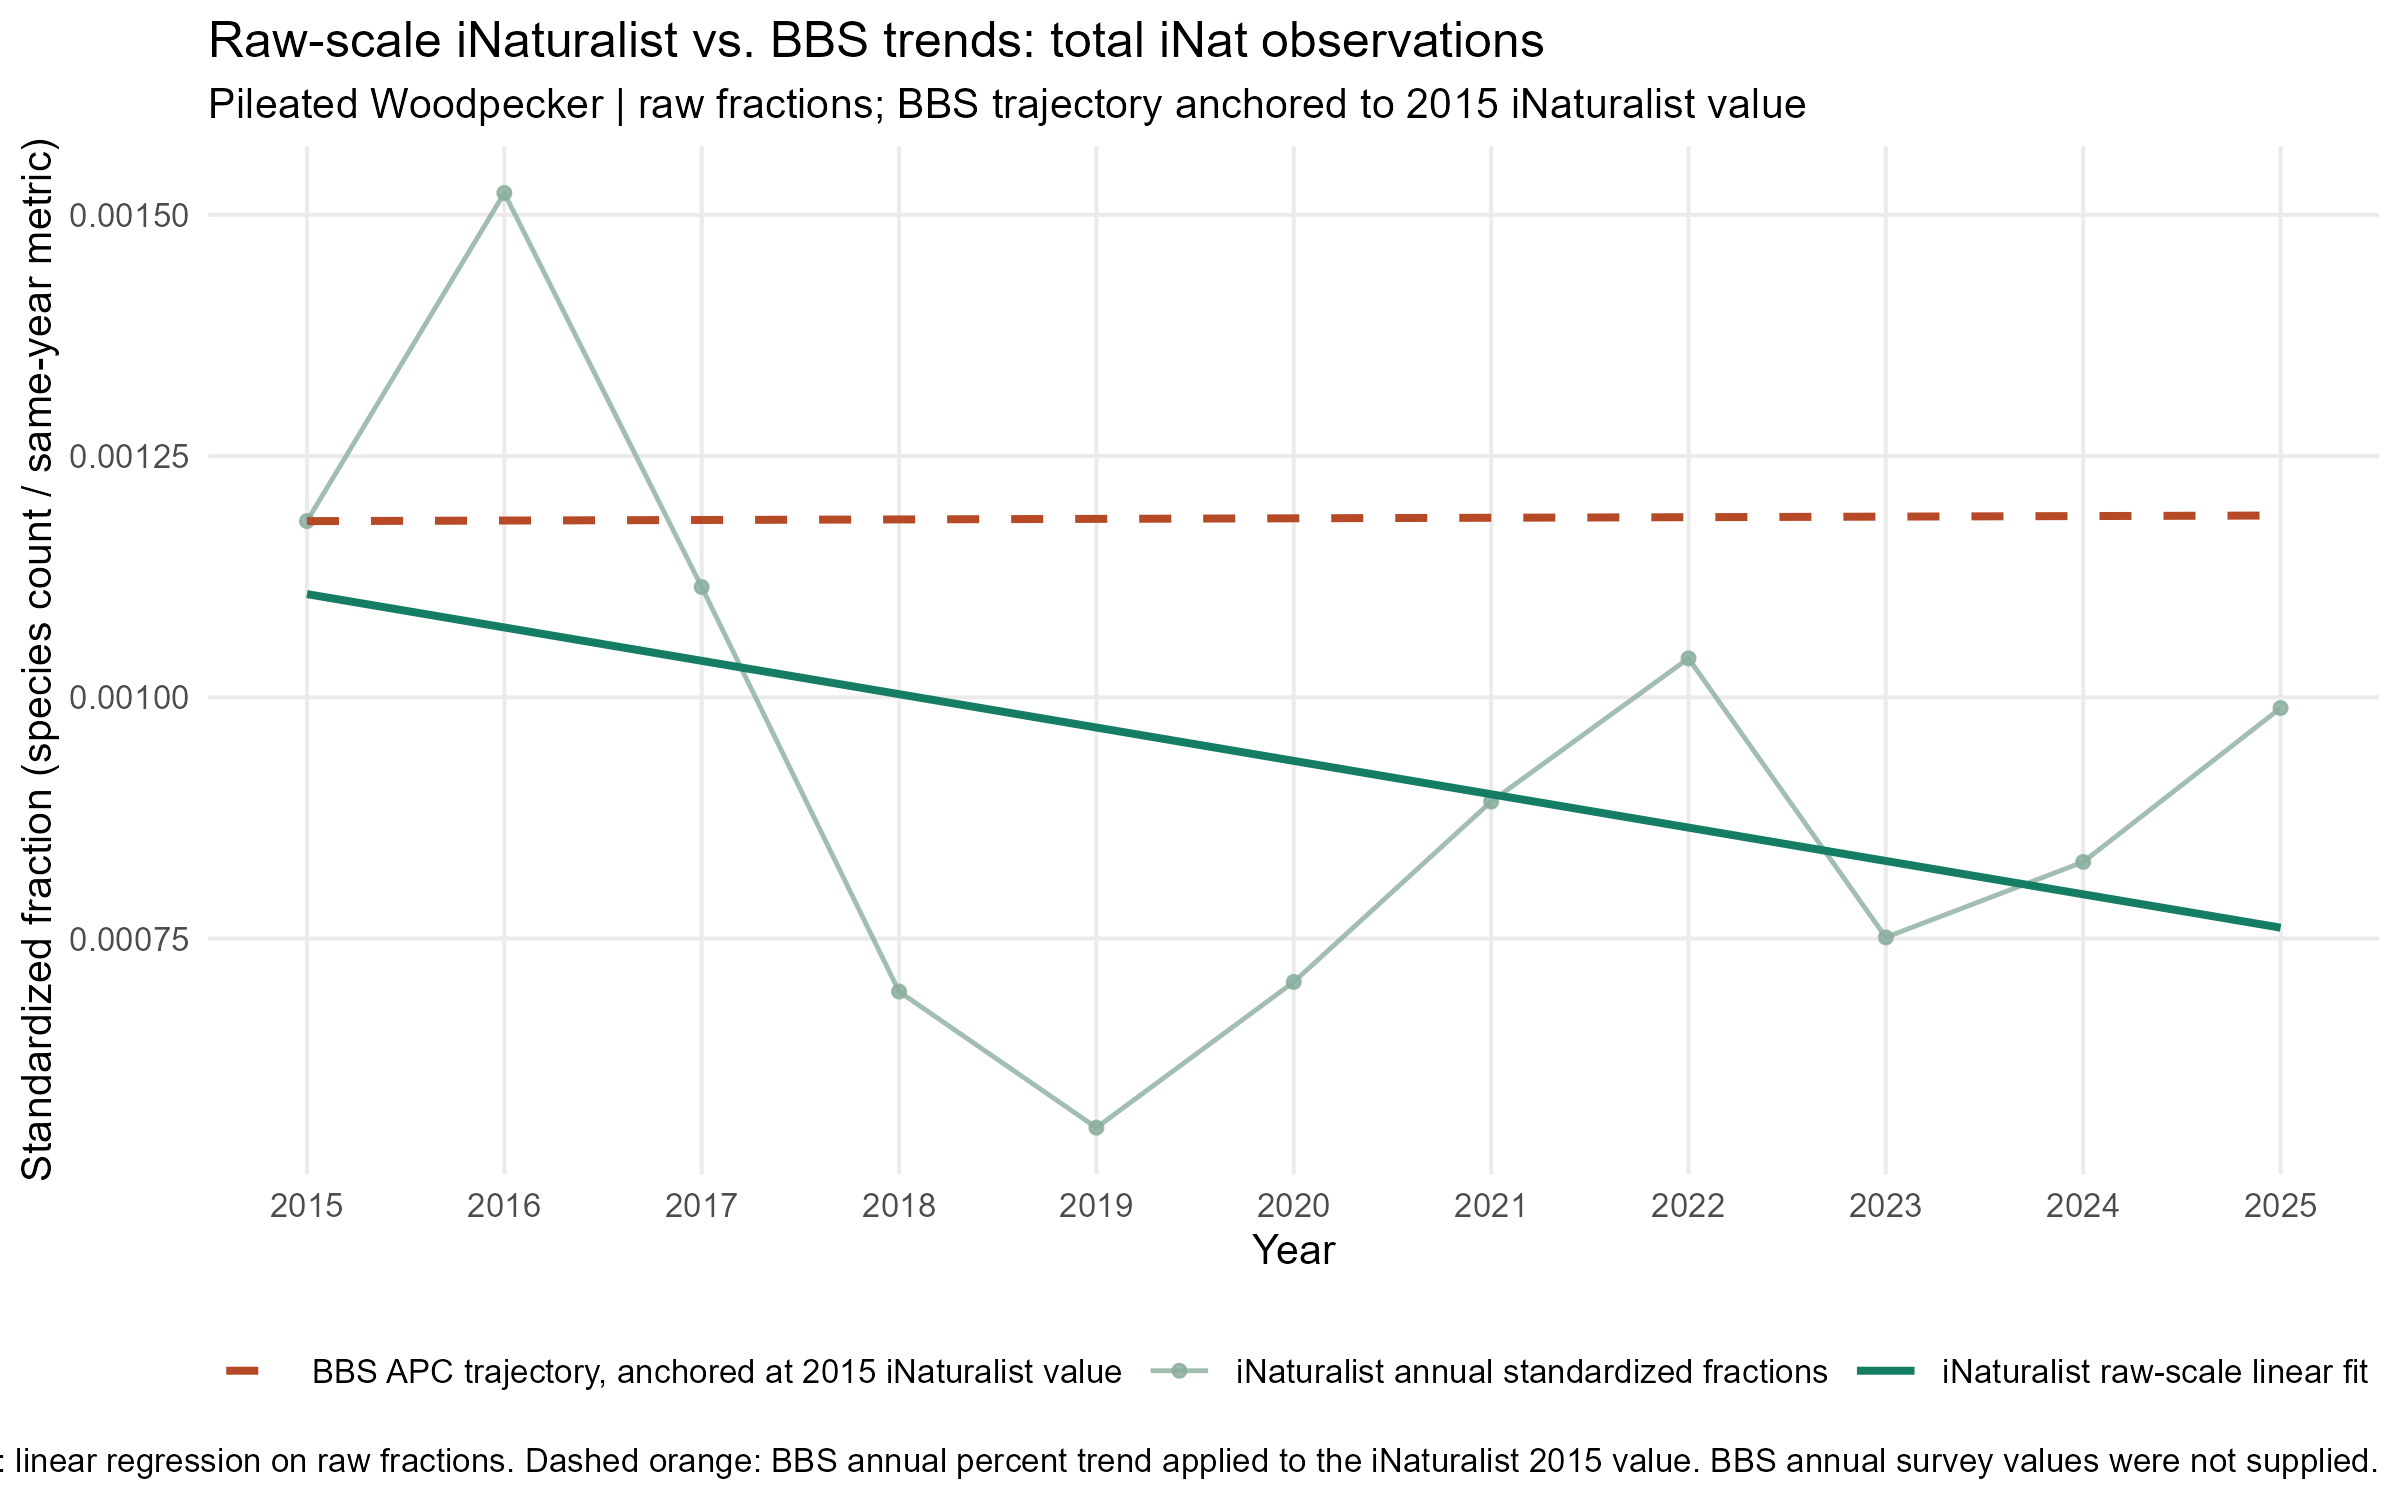 Raw-scale iNaturalist vs. BBS trends: total iNat observations
Pileated Woodpecker | raw fractions; BBS trajectory anchored to 2015 iNaturalist value
Standardized fraction (species count / same-year metric)
0.00150
0.00125
0.00100
0.00075
2015 2016 2017 2018 2019 2020 2021 2022 2023 2024 2025
Year
BBS APC trajectory, anchored at 2015 iNaturalist value iNaturalist annual standardized fractions iNaturalist raw-scale linear fit
: linear regression on raw fractions. Dashed orange: BBS annual percent trend applied to the iNaturalist 2015 value. BBS annual survey values were not supplied.